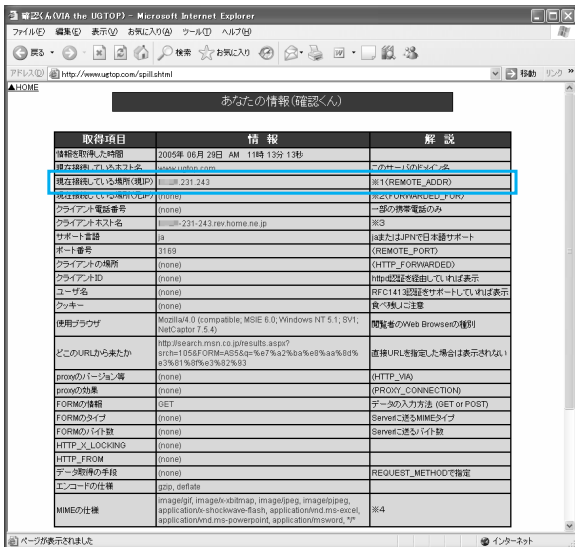 確認くん(VIA the UGTOP) - Microsoft Internet Explorer
ファイル(F) 編集(E) 表示(V) お気に入り(A) ツール(T) ヘルプ(H)
戻る 検索 お気に入り
アドレス(D) http://www.ugtop.com/spill.shtml 移動 リンク »
▲HOME
あなたの情報(確認くん)
取得項目 情 報 解 説
情報を取得した時間 2005年 06月 29日 AM 11時 13分 13秒
現在接続しているホスト名 www.ugtop.com このサーバのドメイン名
現在接続している場所(現IP) .231.243 ※1(REMOTE_ADDR)
現在接続している場所(元IP) (none) ※2(FORWARDED_FOR)
クライアント電話番号 (none) 一部の携帯電話のみ
クライアントホスト名 -231-243.rev.home.ne.jp ※3
サポート言語 ja jaまたはJPNで日本語サポート
ポート番号 3169 (REMOTE_PORT)
クライアントの場所 (none) (HTTP_FORWARDED)
クライアントID (none) httpd認証を経由していれば表示
ユーザ名 (none) RFC1413認証をサポートしていれば表示
クッキー (none) 食べ残しに注意
使用ブラウザ Mozilla/4.0 (compatible; MSIE 6.0; Windows NT 5.1; SV1; NetCaptor 7.5.4) 閲覧者のWeb Browserの種別
どこのURLから来たか http://search.msn.co.jp/results.aspx?srch=105&FORM=AS5&q=%e7%a2%ba%e8%aa%8d%e3%81%8f%e3%82%93 直接URLを指定した場合は表示されない
proxyのバージョン等 (none) (HTTP_VIA)
proxyの効果 (none) (PROXY_CONNECTION)
FORMの情報 GET データの入力方法 (GET or POST)
FORMのタイプ (none) Serverに送るMIMEタイプ
FORMのバイト数 (none) Serverに送るバイト数
HTTP_X_LOCKING (none)
HTTP_FROM (none)
データ取得の手段 (none) REQUEST_METHODで指定
エンコードの仕様 gzip, deflate
MIMEの仕様 image/gif, image/x-xbitmap, image/jpeg, image/pjpeg, application/x-shockwave-flash, application/vnd.ms-excel, application/vnd.ms-powerpoint, application/msword, */* ※4
ページが表示されました インターネット